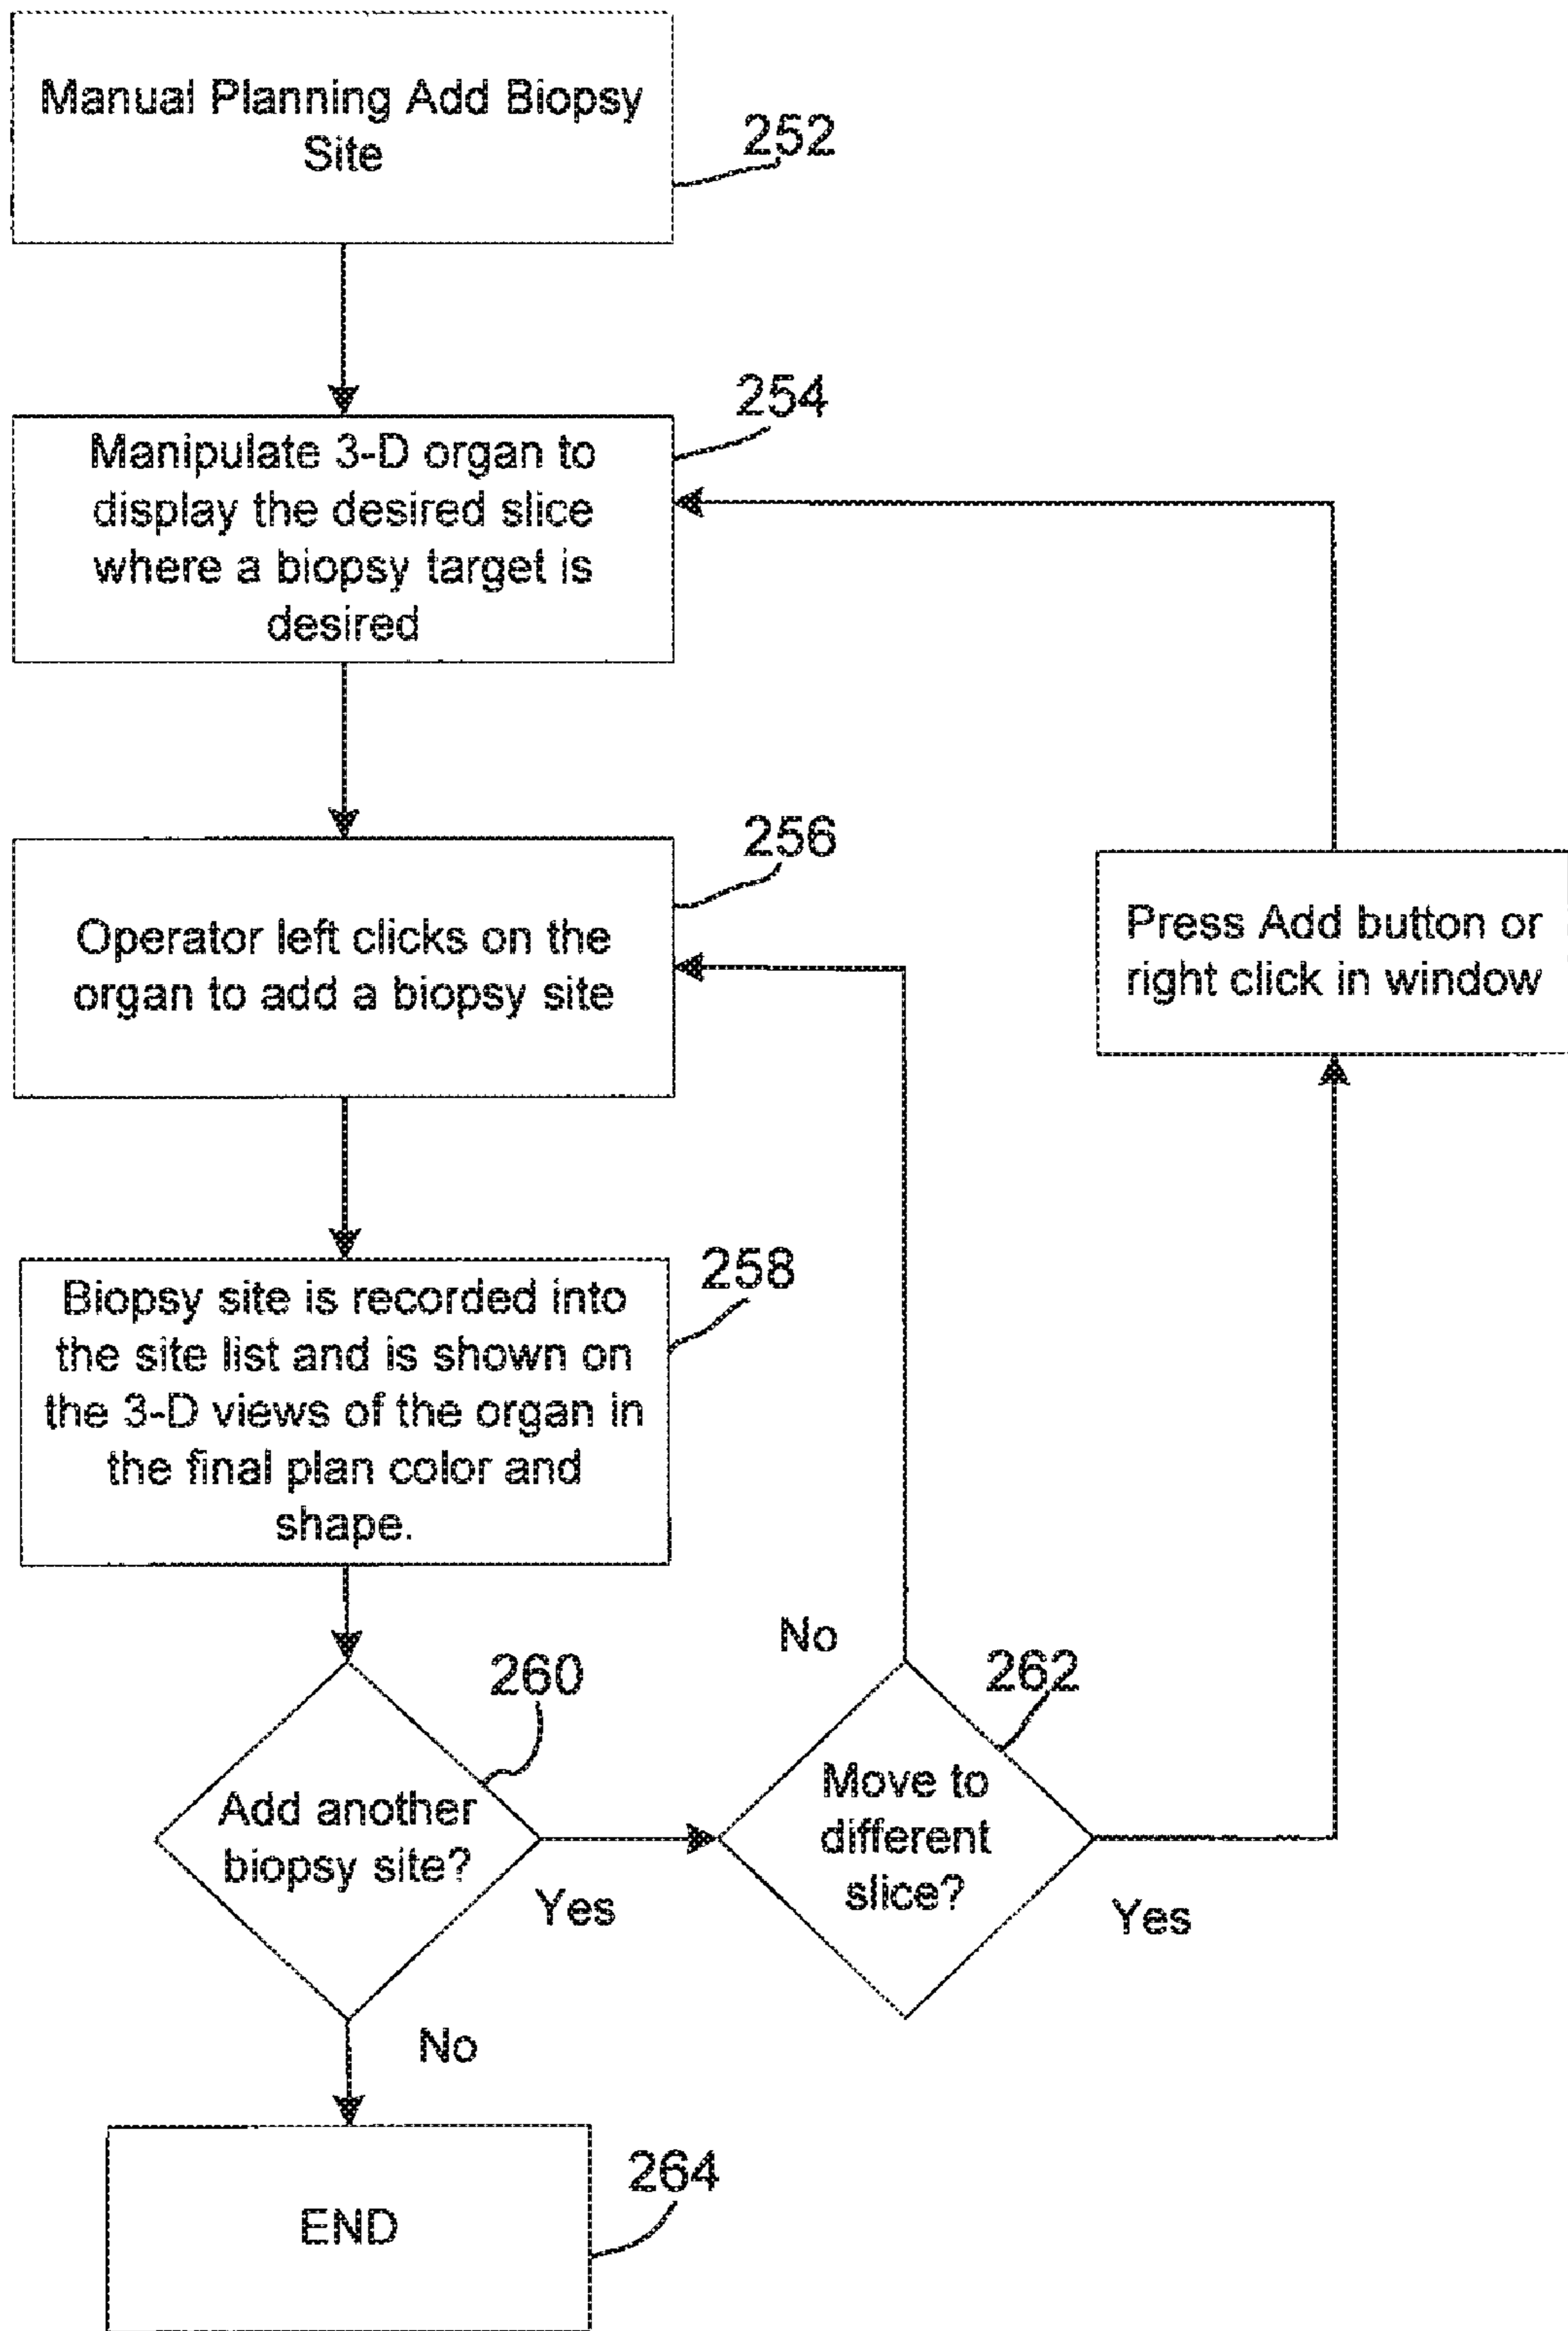 Manual Planning Add Biopsy
Site
252
254
Manipulate 3-D organ to
display the desired slice
where a biopsy target is
desired
256
Operator left clicks on the
organ to add a biopsy site
Press Add button or
right click in window
258
Biopsy site is recorded into
the site list and is shown on
the 3-D views of the organ in
the final plan color and
shape.
No
260
262
Add another
biopsy site?
Yes
Move to
different
slice?
Yes
No
264
END